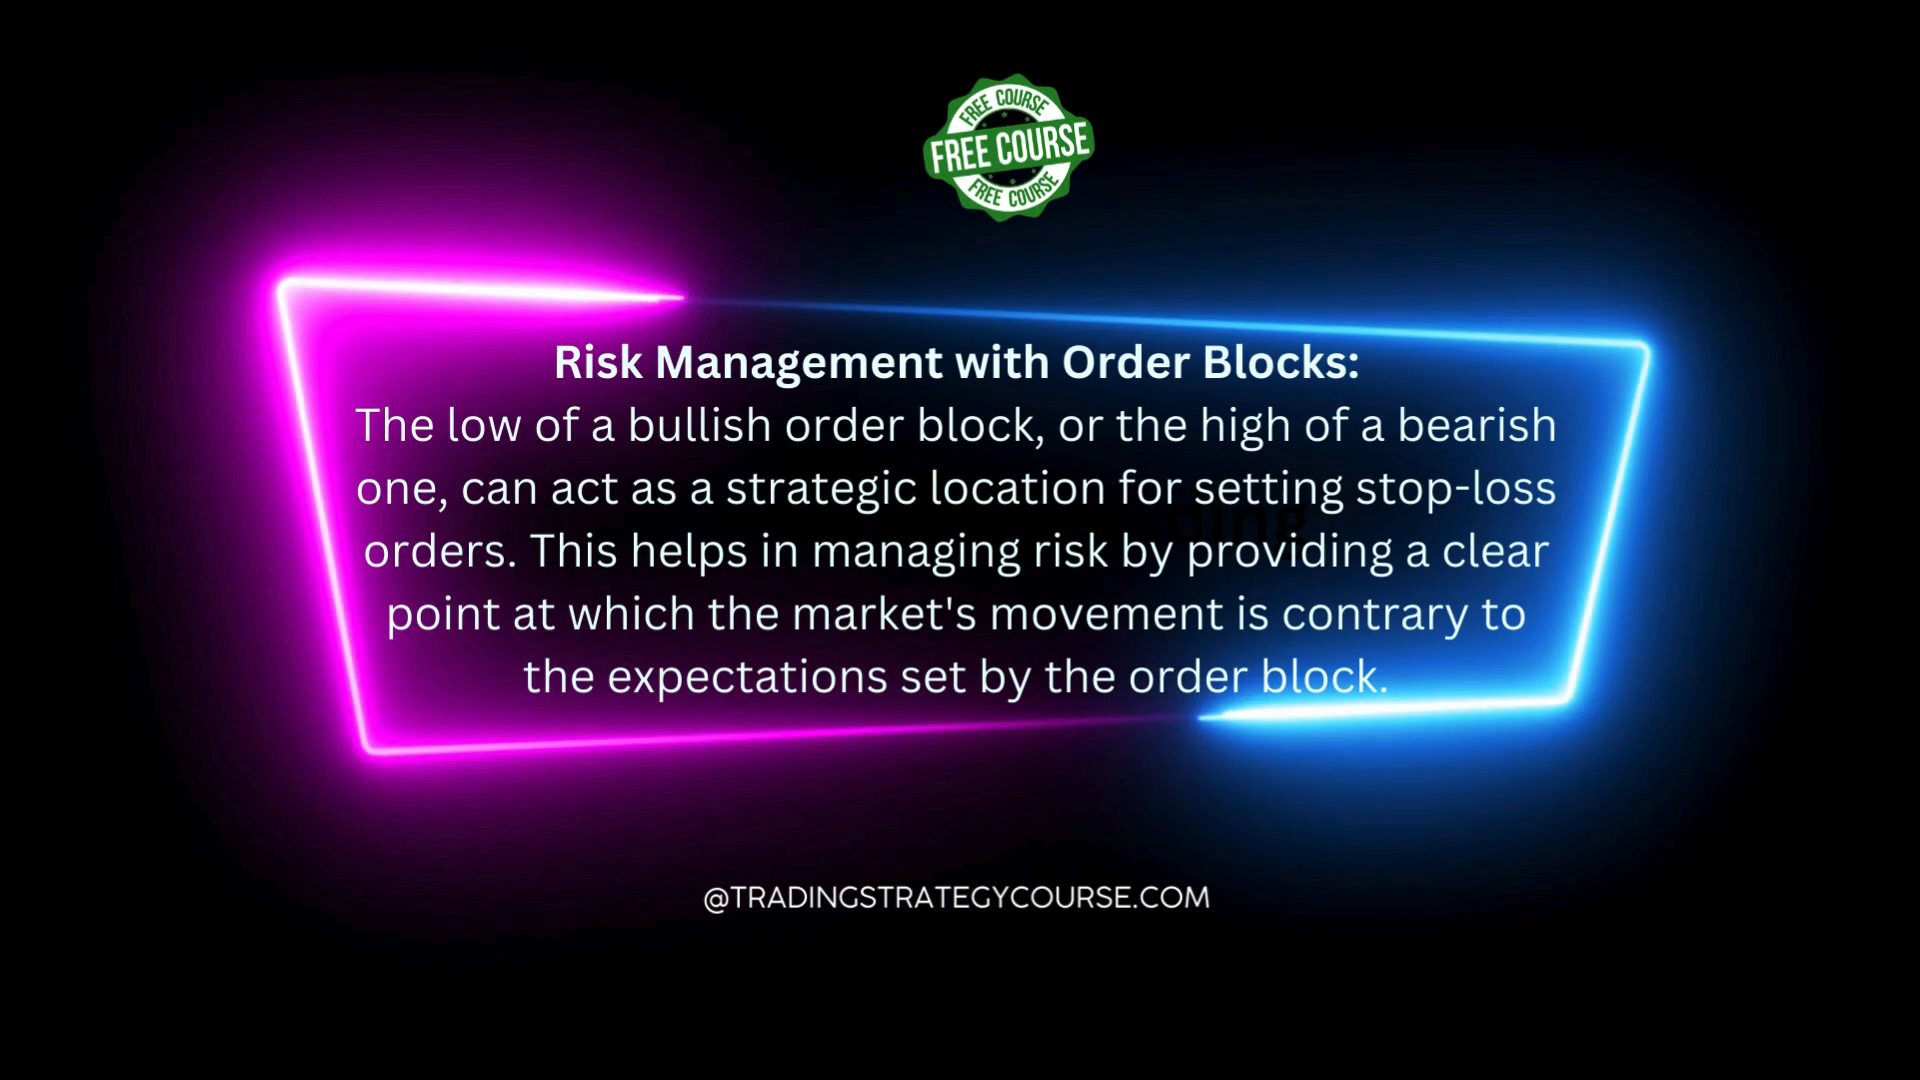 FREE COURSE
FREE COURSE
FREE COURSE
Risk Management with Order Blocks:
The low of a bullish order block, or the high of a bearish
one, can act as a strategic location for setting stop-loss
orders. This helps in managing risk by providing a clear
point at which the market's movement is contrary to
the expectations set by the order block.
@TRADINGSTRATEGYCOURSE.COM